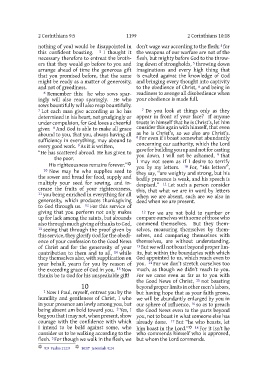 2 Corinthians 9:5 1199 2 Corinthians 10:18
nothing of you) would be disappointed in
this confident boasting. 5 I thought it
necessary therefore to entreat the broth-
ers that they would go before to you and
arrange ahead of time the generous gift
that you promised before, that the same
might be ready as a matter of generosity,
and not of greediness.
6 Remember this: he who sows spar-
ingly will also reap sparingly. He who
sows bountifully will also reap bountifully.
7 Let each man give according as he has
determined in his heart, not grudgingly or
under compulsion, for God loves a cheerful
giver. 8 And God is able to make all grace
abound to you, that you, always having all
sufficiency in everything, may abound to
every good work. 9 As it is written,
“He has scattered abroad. He has given to
the poor.
His righteousness remains forever.”
10 Now may he who supplies seed to
the sower and bread for food, supply and
multiply your seed for sowing, and in-
crease the fruits of your righteousness,
11 you being enriched in everything for all
generosity, which produces thanksgiving
to God through us. 12 For this service of
giving that you perform not only makes
up for lack among the saints, but abounds
also through much giving of thanks to God,
13 seeing that through the proof given by
this service, they glorify God for the obedi-
ence of your confession to the Good News
of Christ and for the generosity of your
contribution to them and to all, 14 while
they themselves also, with supplication on
your behalf, yearn for you by reason of
the exceeding grace of God in you. 15 Now
thanks be to God for his unspeakable gift!
10
1 Now I Paul, myself, entreat you by the
humility and gentleness of Christ, I who
in your presence am lowly among you, but
being absent am bold toward you. 2 Yes, I
beg you that I may not, when present, show
courage with the confidence with which
I intend to be bold against some, who
consider us to be walking according to the
flesh. 3 For though we walk in the flesh, we
don’t wage war according to the flesh; 4 for
the weapons of our warfare are not of the
flesh, but mighty before God to the throw-
ing down of strongholds, 5 throwing down
imaginations and every high thing that
is exalted against the knowledge of God
and bringing every thought into captivity
to the obedience of Christ, 6 and being in
readiness to avenge all disobedience when
your obedience is made full.
7 Do you look at things only as they
appear in front of your face? If anyone
trusts in himself that he is Christ’s, let him
consider this again with himself, that even
as he is Christ’s, so we also are Christ’s.
8 For even if I boast somewhat abundantly
concerning our authority, which the Lord
gave for building you up and not for casting
you down, I will not be ashamed, 9 that
I may not seem as if I desire to terrify
you by my letters. 10 For, “His letters”,
they say, “are weighty and strong, but his
bodily presence is weak, and his speech is
despised.” 11 Let such a person consider
this, that what we are in word by letters
when we are absent, such are we also in
deed when we are present.
12 For we are not bold to number or
compare ourselves with some of those who
commend themselves. But they them-
selves, measuring themselves by them-
selves, and comparing themselves with
themselves, are without understanding.
13 But we will not boast beyond proper lim-
its, but within the boundaries with which
God appointed to us, which reach even to
you. 14 For we don’t stretch ourselves too
much, as though we didn’t reach to you.
For we came even as far as to you with
the Good News of Christ, 15 not boasting
beyond proper limits in other men’s labors,
but having hope that as your faith grows,
we will be abundantly enlarged by you in
our sphere of influence, 16 so as to preach
the Good News even to the parts beyond
you, not to boast in what someone else has
already done. 17 But “he who boasts, let
him boast in the Lord.” 18 For it isn’t he
who commends himself who is approved,
but whom the Lord commends.